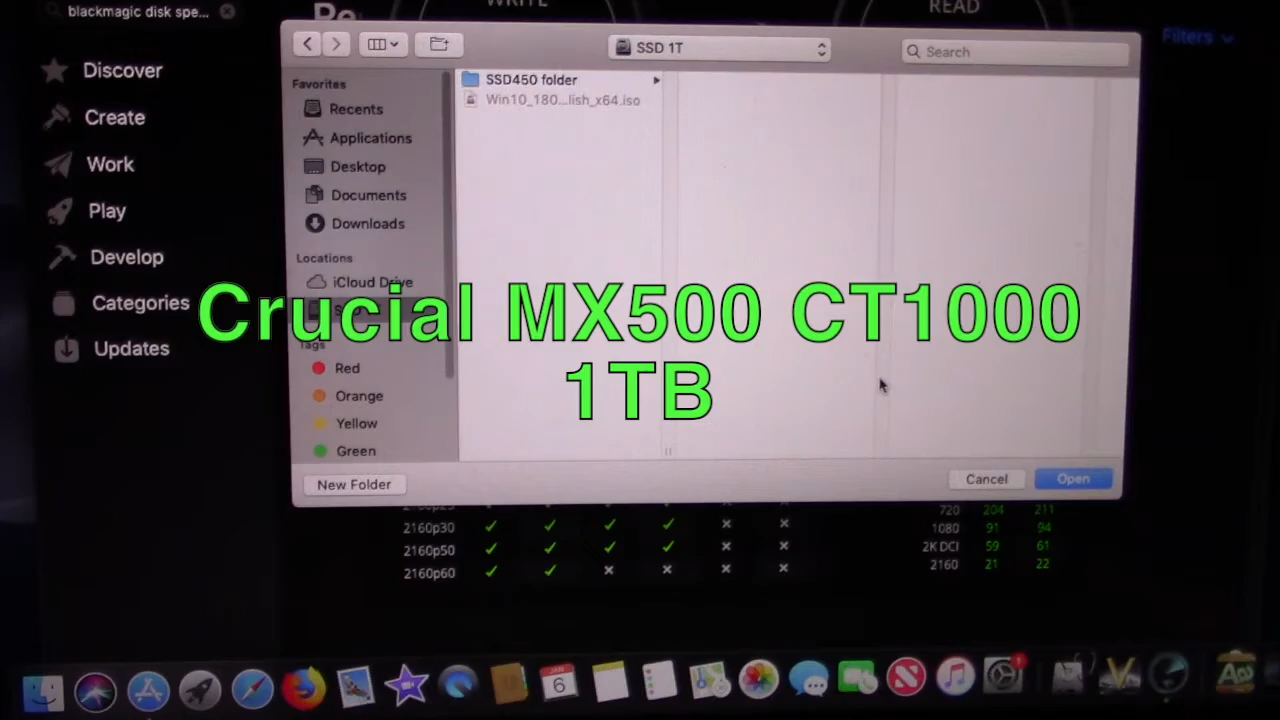 blackmagic disk spe...
WRITE
READ
Filters
SSD 1T
Search
Discover
Create
Work
Play
Develop
Categories
Updates
Favorites
Recents
Applications
Desktop
Documents
Downloads
Locations
iCloud Drive
Tags
Red
Orange
Yellow
Green
SSD450 folder
Win10_180...lish_x64.iso
Crucial MX500 CT1000
1TB
New Folder
Cancel
Open
720 204 211
2160p30
1080 91 94
2160p50
2K DCI 59 61
2160p60
2160 21 22
JAN
6
1